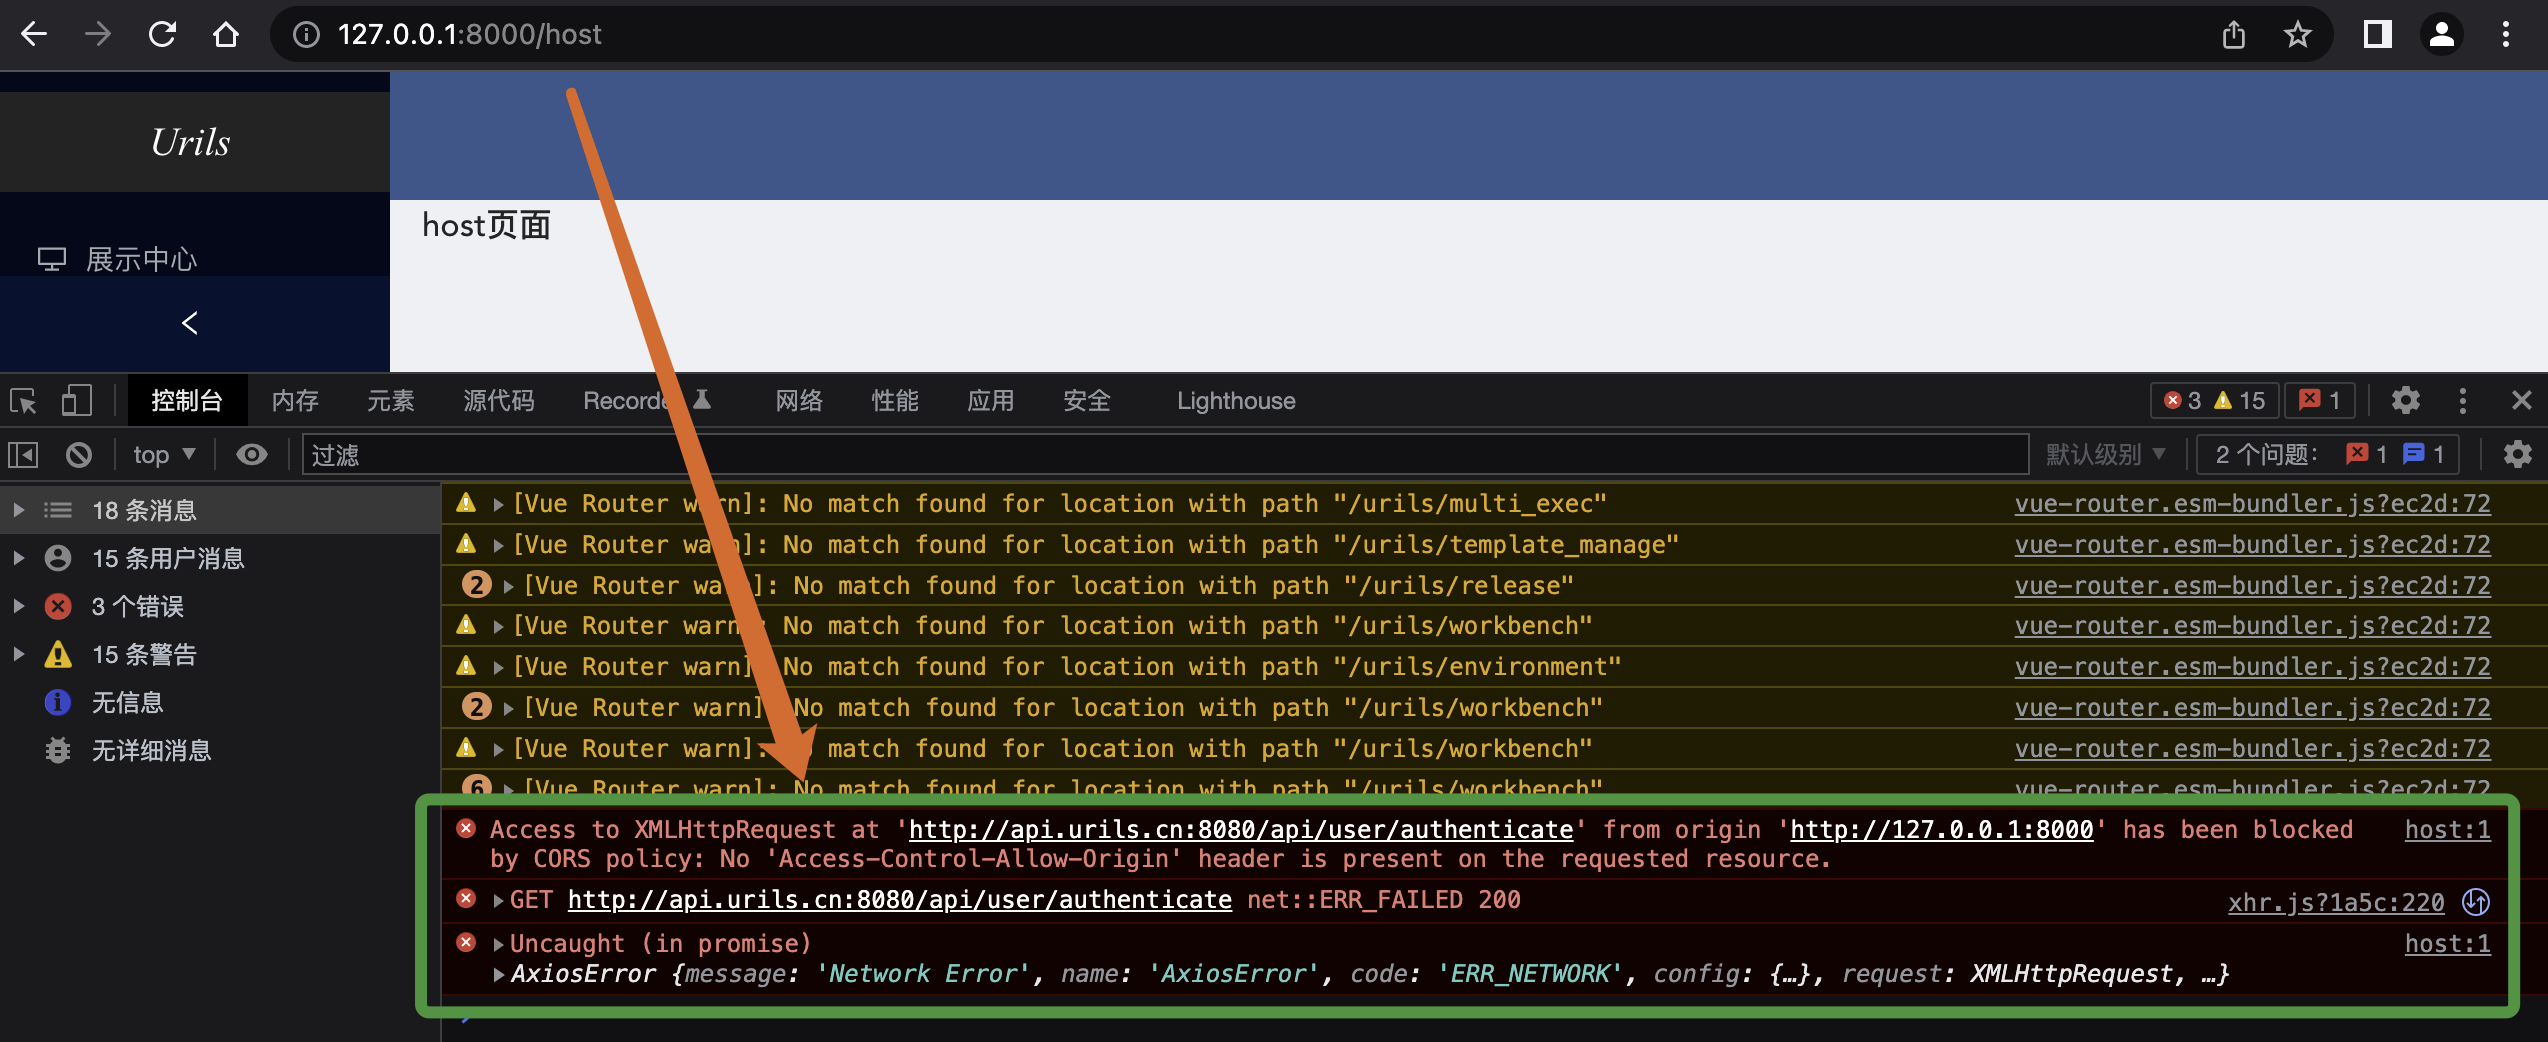 127.0.0.1:8000/host
Urils
展示中心
host页面
控制台 内存 元素 源代码 Recorde 网络 性能 应用 安全 Lighthouse 3 15 1
top 过滤 默认级别 2 个问题: 1 1
18 条消息
15 条用户消息
3 个错误
15 条警告
无信息
无详细消息
[Vue Router warn]: No match found for location with path "/urils/multi_exec" vue-router.esm-bundler.js?ec2d:72
[Vue Router warn]: No match found for location with path "/urils/template_manage" vue-router.esm-bundler.js?ec2d:72
2 [Vue Router warn]: No match found for location with path "/urils/release" vue-router.esm-bundler.js?ec2d:72
[Vue Router warn]: No match found for location with path "/urils/workbench" vue-router.esm-bundler.js?ec2d:72
[Vue Router warn]: No match found for location with path "/urils/environment" vue-router.esm-bundler.js?ec2d:72
2 [Vue Router warn]: No match found for location with path "/urils/workbench" vue-router.esm-bundler.js?ec2d:72
[Vue Router warn]: No match found for location with path "/urils/workbench" vue-router.esm-bundler.js?ec2d:72
6 [Vue Router warn]: No match found for location with path "/urils/workbench" vue-router.esm-bundler.js?ec2d:72
Access to XMLHttpRequest at 'http://api.urils.cn:8080/api/user/authenticate' from origin 'http://127.0.0.1:8000' has been blocked host:1
by CORS policy: No 'Access-Control-Allow-Origin' header is present on the requested resource.
GET http://api.urils.cn:8080/api/user/authenticate net::ERR_FAILED 200 xhr.js?1a5c:220
Uncaught (in promise) host:1
AxiosError {message: 'Network Error', name: 'AxiosError', code: 'ERR_NETWORK', config: {…}, request: XMLHttpRequest, …}